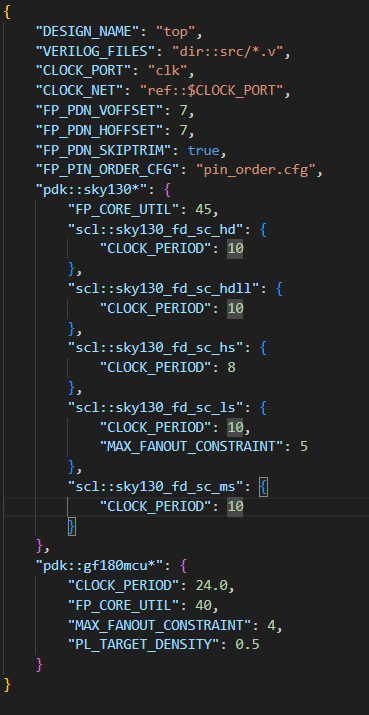 {
"DESIGN_NAME": "top",
"VERILOG_FILES": "dir::src/*.v",
"CLOCK_PORT": "clk",
"CLOCK_NET": "ref::$CLOCK_PORT",
"FP_PDN_VOFFSET": 7,
"FP_PDN_HOFFSET": 7,
"FP_PDN_SKIPTRIM": true,
"FP_PIN_ORDER_CFG": "pin_order.cfg",
"pdk::sky130*": {
"FP_CORE_UTIL": 45,
"scl::sky130_fd_sc_hd": {
"CLOCK_PERIOD": 10
},
"scl::sky130_fd_sc_hdll": {
"CLOCK_PERIOD": 10
},
"scl::sky130_fd_sc_hs": {
"CLOCK_PERIOD": 8
},
"scl::sky130_fd_sc_ls": {
"CLOCK_PERIOD": 10,
"MAX_FANOUT_CONSTRAINT": 5
},
"scl::sky130_fd_sc_ms": {
"CLOCK_PERIOD": 10
}
},
"pdk::gf180mcu*": {
"CLOCK_PERIOD": 24.0,
"FP_CORE_UTIL": 40,
"MAX_FANOUT_CONSTRAINT": 4,
"PL_TARGET_DENSITY": 0.5
}
}